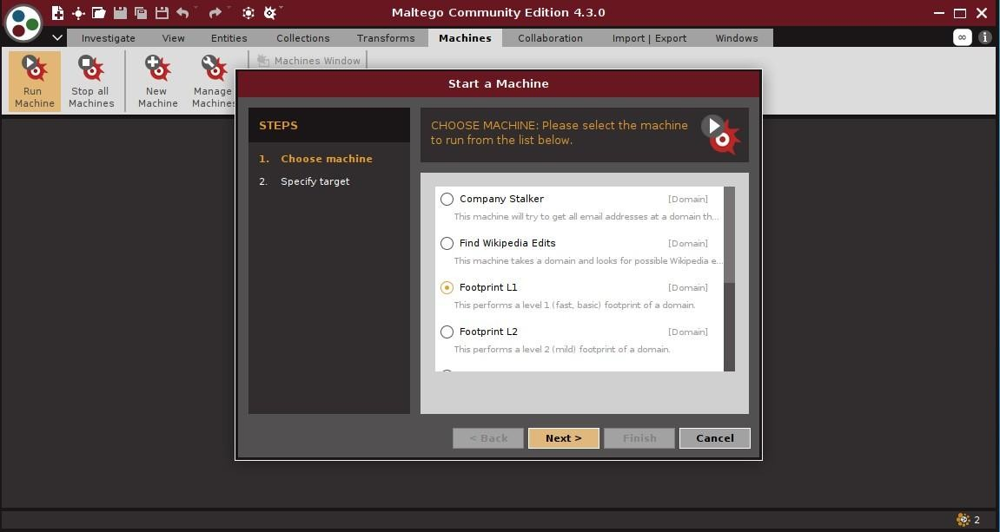 Maltego Community Edition 4.3.0
Investigate View Entities Collections Transforms Machines Collaboration Import | Export Windows
Run Machine
Stop all Machines
New Machine
Manage Machines
Machines Window
Start a Machine
STEPS
1. Choose machine
2. Specify target
CHOOSE MACHINE: Please select the machine
to run from the list below.
Company Stalker [Domain]
This machine will try to get all email addresses at a domain th...
Find Wikipedia Edits [Domain]
This machine takes a domain and looks for possible Wikipedia e...
Footprint L1 [Domain]
This performs a level 1 (fast, basic) footprint of a domain.
Footprint L2 [Domain]
This performs a level 2 (mild) footprint of a domain.
< Back Next > Finish Cancel
2